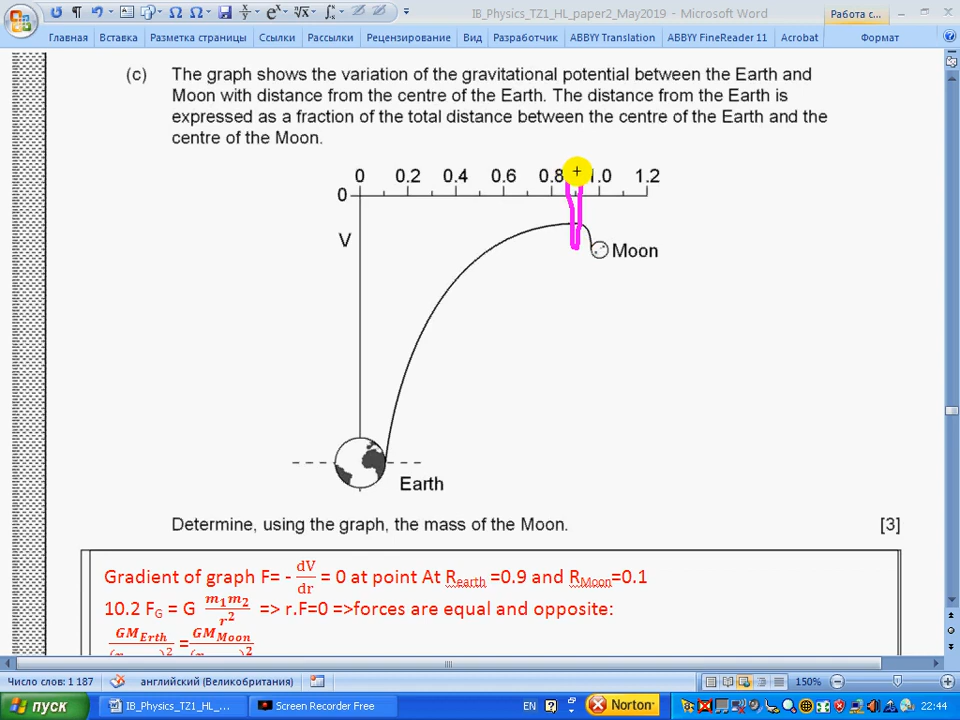 IB_Physics_TZ1_HL_paper2_May2019 - Microsoft Word
Работа с...
Главная Вставка Разметка страницы Ссылки Рассылки Рецензирование Вид Разработчик ABBYY Translation ABBYY FineReader 11 Acrobat Формат
(c) The graph shows the variation of the gravitational potential between the Earth and
Moon with distance from the centre of the Earth. The distance from the Earth is
expressed as a fraction of the total distance between the centre of the Earth and the
centre of the Moon.
0 0.2 0.4 0.6 0.8 1.0 1.2
0
V
Moon
Earth
Determine, using the graph, the mass of the Moon. [3]
Gradient of graph F= - dV/dr = 0 at point At Rearth =0.9 and RMoon=0.1
10.2 FG = G m1m2/r² => r.F=0 =>forces are equal and opposite:
GMErth/ 2 = GMMoon/ 2
Число слов: 1 187 английский (Великобритания) 150%
пуск IB_Physics_TZ1_HL_... Screen Recorder Free EN Norton 22:44